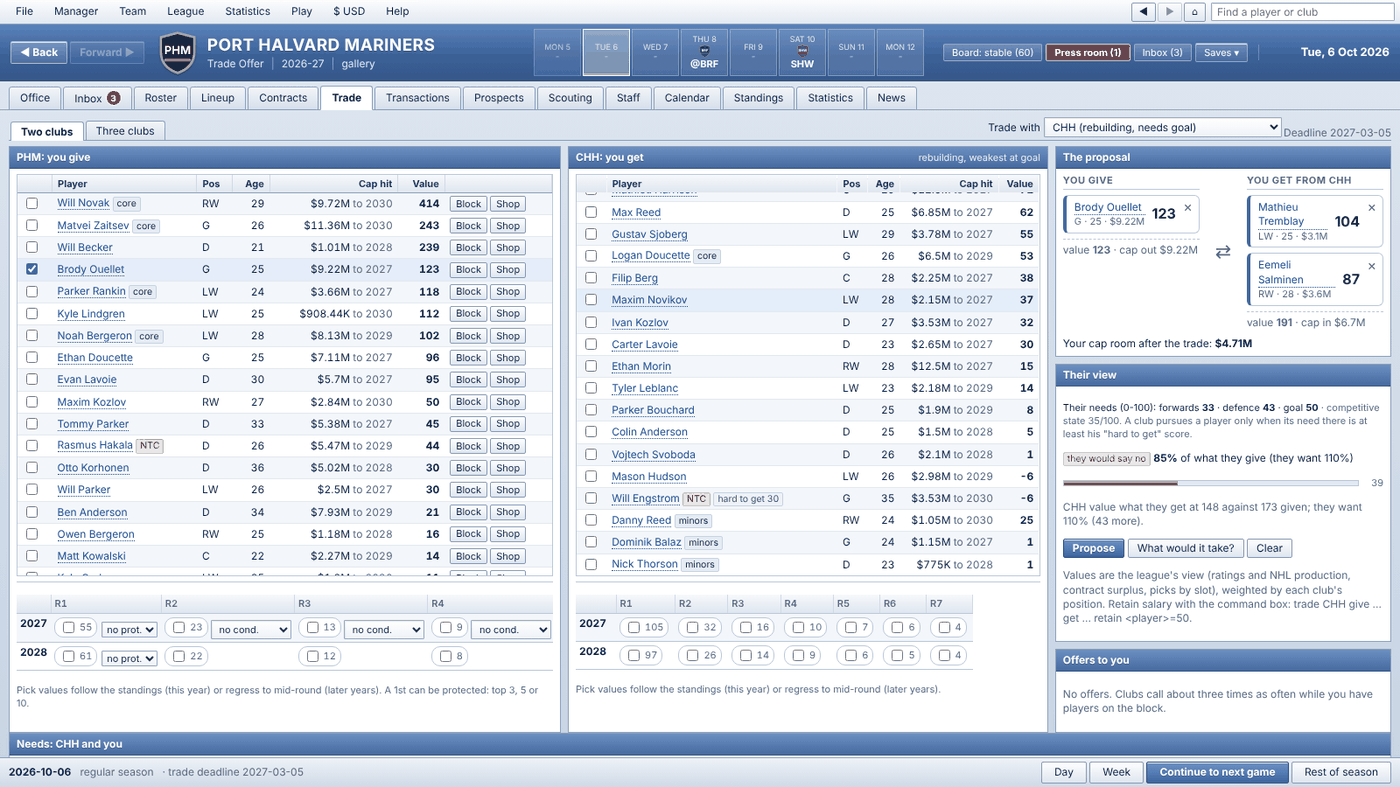 File Manager Team League Statistics Play $ USD Help Find a player or club
◀ Back Forward ▶ PHM PORT HALVARD MARINERS
Trade Offer 2026-27 gallery
MON 5 - TUE 6 - WED 7 - THU 8 @BRF FRI 9 - SAT 10 SHW SUN 11 - MON 12 -
Board: stable (60) Press room (1) Inbox (3) Saves ▾ Tue, 6 Oct 2026
Office Inbox 3 Roster Lineup Contracts Trade Transactions Prospects Scouting Staff Calendar Standings Statistics News
Two clubs Three clubs Trade with CHH (rebuilding, needs goal) Deadline 2027-03-05
PHM: you give
Player Pos Age Cap hit Value
Will Novak core RW 29 $9.72M to 2030 414 Block Shop
Matvei Zaitsev core G 26 $11.36M to 2030 243 Block Shop
Will Becker D 21 $1.01M to 2028 239 Block Shop
Brody Ouellet G 25 $9.22M to 2027 123 Block Shop
Parker Rankin core LW 24 $3.66M to 2027 118 Block Shop
Kyle Lindgren LW 25 $908.44K to 2030 112 Block Shop
Noah Bergeron core LW 28 $8.13M to 2029 102 Block Shop
Ethan Doucette G 25 $7.11M to 2027 96 Block Shop
Evan Lavoie D 30 $5.7M to 2027 95 Block Shop
Maxim Kozlov RW 27 $2.84M to 2030 50 Block Shop
Tommy Parker D 33 $5.38M to 2027 45 Block Shop
Rasmus Hakala NTC D 26 $5.47M to 2029 44 Block Shop
Otto Korhonen D 36 $5.02M to 2028 30 Block Shop
Will Parker LW 26 $2.5M to 2027 30 Block Shop
Ben Anderson D 34 $7.93M to 2029 21 Block Shop
Owen Bergeron RW 25 $1.18M to 2028 16 Block Shop
Matt Kowalski C 22 $2.27M to 2029 14 Block Shop
R1 R2 R3 R4
2027 55 no prot. 23 no cond. 13 no cond. 9 no cond.
2028 61 no prot. 22 12 8
Pick values follow the standings (this year) or regress to mid-round (later years). A 1st can be protected: top 3, 5 or
10.
CHH: you get rebuilding, weakest at goal
Player Pos Age Cap hit Value
Max Reed D 25 $6.85M to 2027 62
Gustav Sjoberg LW 29 $3.78M to 2027 55
Logan Doucette core G 26 $6.5M to 2029 53
Filip Berg C 28 $2.25M to 2027 38
Maxim Novikov LW 28 $2.15M to 2027 37
Ivan Kozlov D 27 $3.53M to 2027 32
Carter Lavoie D 23 $2.65M to 2027 30
Ethan Morin RW 28 $12.5M to 2027 15
Tyler Leblanc LW 23 $2.18M to 2029 14
Parker Bouchard D 25 $1.9M to 2029 8
Colin Anderson D 25 $1.5M to 2028 5
Vojtech Svoboda D 26 $2.1M to 2028 1
Mason Hudson LW 26 $2.98M to 2029 -6
Will Engstrom NTC hard to get 30 G 35 $3.53M to 2030 -6
Danny Reed minors RW 24 $1.05M to 2030 25
Dominik Balaz minors G 24 $1.15M to 2027 1
Nick Thorson minors D 23 $775K to 2028 1
R1 R2 R3 R4 R5 R6 R7
2027 105 32 16 10 7 6 4
2028 97 26 14 9 6 5 4
Pick values follow the standings (this year) or regress to mid-round (later years).
The proposal
YOU GIVE
Brody Ouellet 123 ×
G · 25 · $9.22M
value 123 · cap out $9.22M
⇄
YOU GET FROM CHH
Mathieu
Tremblay 104 ×
LW · 25 · $3.1M
Eemeli
Salminen 87 ×
RW · 28 · $3.6M
value 191 · cap in $6.7M
Your cap room after the trade: $4.71M
Their view
Their needs (0-100): forwards 33 · defence 43 · goal 50 · competitive
state 35/100. A club pursues a player only when its need there is at
least his "hard to get" score.
they would say no 85% of what they give (they want 110%)
39
CHH value what they get at 148 against 173 given; they want
110% (43 more).
Propose What would it take? Clear
Values are the league's view (ratings and NHL production,
contract surplus, picks by slot), weighted by each club's
position. Retain salary with the command box: trade CHH give ...
get ... retain <player>=50.
Offers to you
No offers. Clubs call about three times as often while you have
players on the block.
Needs: CHH and you
2026-10-06 regular season · trade deadline 2027-03-05 Day Week Continue to next game Rest of season